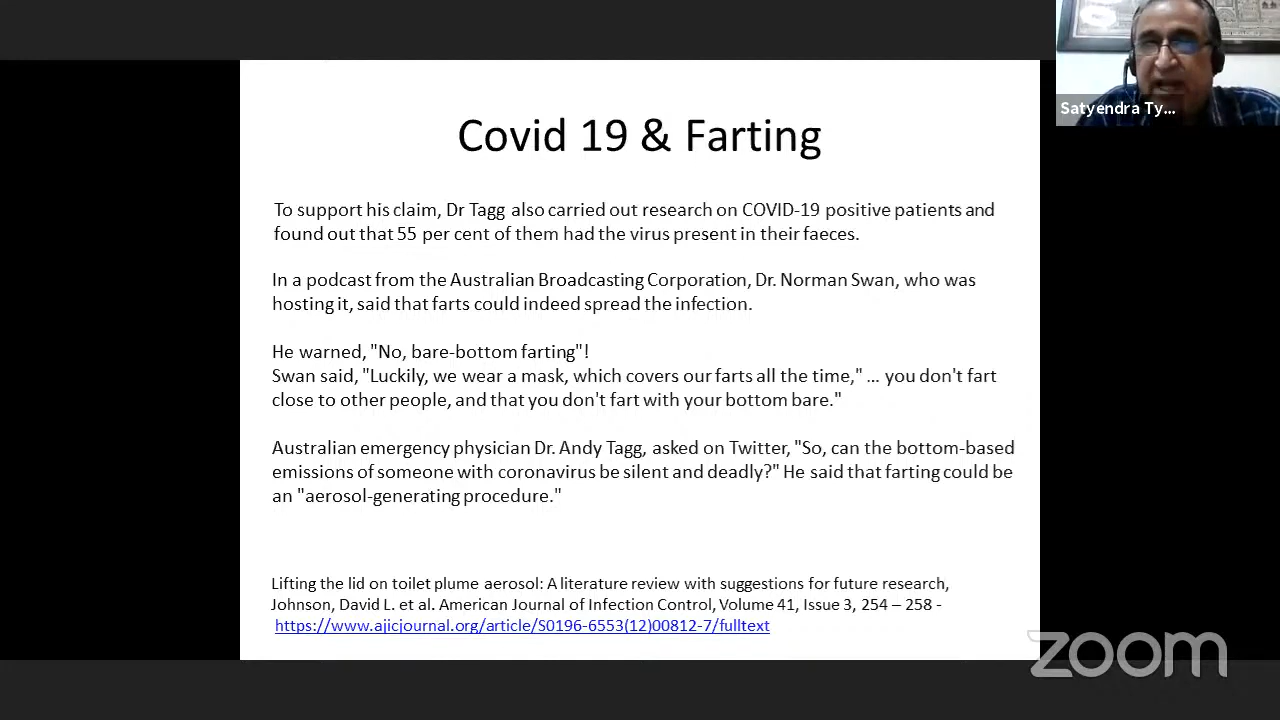 Satyendra Ty...
Covid 19 & Farting
To support his claim, Dr Tagg also carried out research on COVID-19 positive patients and
found out that 55 per cent of them had the virus present in their faeces.
In a podcast from the Australian Broadcasting Corporation, Dr. Norman Swan, who was
hosting it, said that farts could indeed spread the infection.
He warned, "No, bare-bottom farting"!
Swan said, "Luckily, we wear a mask, which covers our farts all the time," ... you don't fart
close to other people, and that you don't fart with your bottom bare."
Australian emergency physician Dr. Andy Tagg, asked on Twitter, "So, can the bottom-based
emissions of someone with coronavirus be silent and deadly?" He said that farting could be
an "aerosol-generating procedure."
Lifting the lid on toilet plume aerosol: A literature review with suggestions for future research,
Johnson, David L. et al. American Journal of Infection Control, Volume 41, Issue 3, 254 – 258 -
https://www.ajicjournal.org/article/S0196-6553(12)00812-7/fulltext
zoom